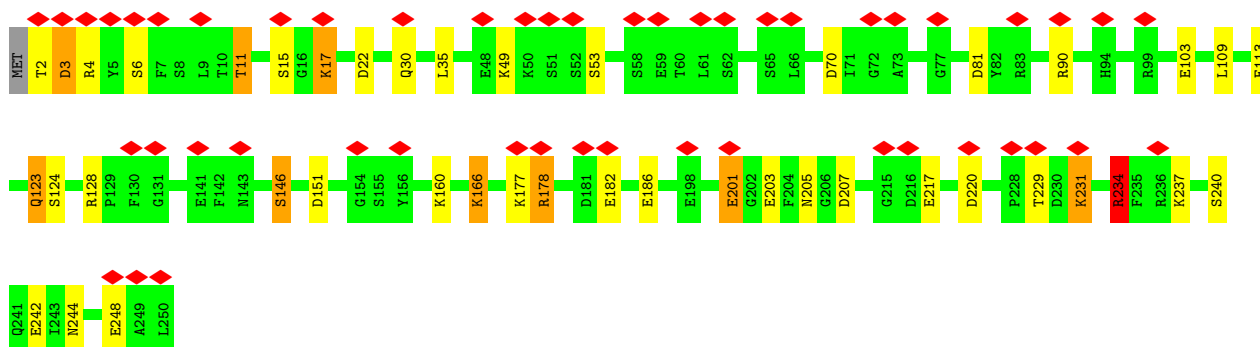 MET T2 D3 R4 Y5 S6 F7 S8 L9 T10 T11 S15 G16 K17 D22 Q30 L35 E48 K49 K50 S51 S52 S53 S58 E59 T60 L61 S62 S65 L66 D70 I71 G72 A73 G77 D81 Y82 R83 R90 H94 R99 E103 L109
Q123 S124 R128 P129 F130 G131 E141 F142 N143 S146 D151 G154 S155 Y156 K160 K166 K177 R178 D181 E182 E186 E198 E201 G202 E203 F204 N205 G206 D207 G215 D216 E217 D220 P228 T229 D230 K231 R234 F235 R236 K237 S240
Q241 E242 I243 N244 E248 A249 L250